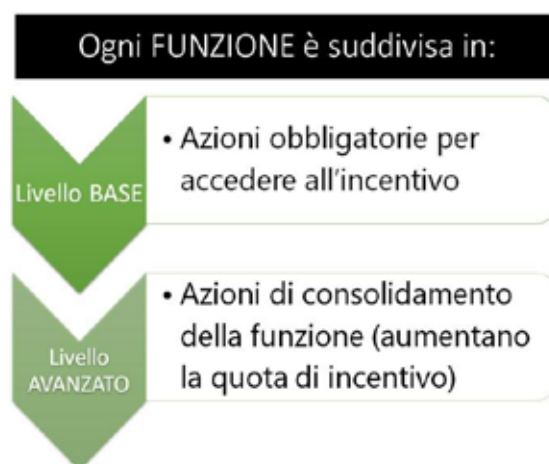 Ogni FUNZIONE è suddivisa in:
Livello BASE
• Azioni obbligatorie per
accedere all'incentivo
Livello
AVANZATO
• Azioni di consolidamento
della funzione (aumentano
la quota di incentivo)